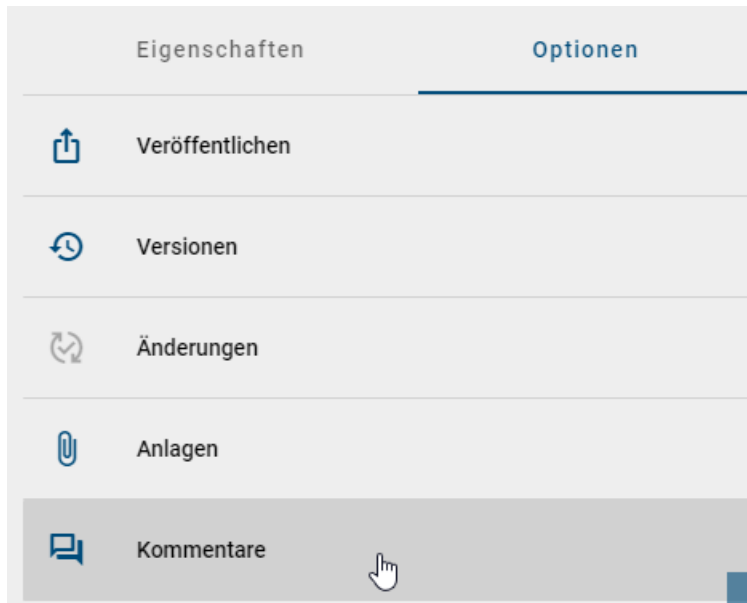 Eigenschaften Optionen
Veröffentlichen
Versionen
Änderungen
Anlagen
Kommentare